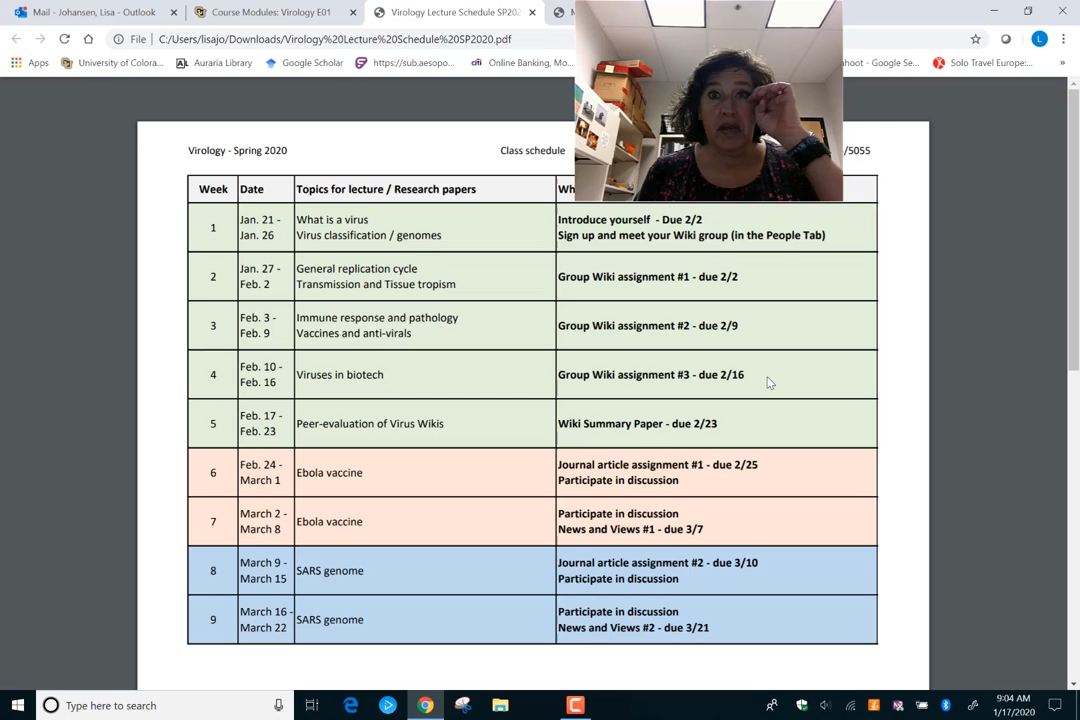 Mail - Johansen, Lisa - Outlook
Course Modules: Virology E01
Virology Lecture Schedule SP202
File
C:/Users/lisajo/Downloads/Virology%20Lecture%20Schedule%20SP2020.pdf
L
Apps
University of Colora...
Auraria Library
Google Scholar
https://sub.aesopo...
Online Banking, Mo...
ahoot - Google Se...
Solo Travel Europe:...
Virology - Spring 2020
Class schedule
/5055
Week
Date
Topics for lecture / Research papers
Wh
1
Jan. 21 -
Jan. 26
What is a virus
Virus classification / genomes
Introduce yourself - Due 2/2
Sign up and meet your Wiki group (in the People Tab)
2
Jan. 27 -
Feb. 2
General replication cycle
Transmission and Tissue tropism
Group Wiki assignment #1 - due 2/2
3
Feb. 3 -
Feb. 9
Immune response and pathology
Vaccines and anti-virals
Group Wiki assignment #2 - due 2/9
4
Feb. 10 -
Feb. 16
Viruses in biotech
Group Wiki assignment #3 - due 2/16
5
Feb. 17 -
Feb. 23
Peer-evaluation of Virus Wikis
Wiki Summary Paper - due 2/23
6
Feb. 24 -
March 1
Ebola vaccine
Journal article assignment #1 - due 2/25
Participate in discussion
7
March 2 -
March 8
Ebola vaccine
Participate in discussion
News and Views #1 - due 3/7
8
March 9 -
March 15
SARS genome
Journal article assignment #2 - due 3/10
Participate in discussion
9
March 16 -
March 22
SARS genome
Participate in discussion
News and Views #2 - due 3/21
Type here to search
9:04 AM
1/17/2020